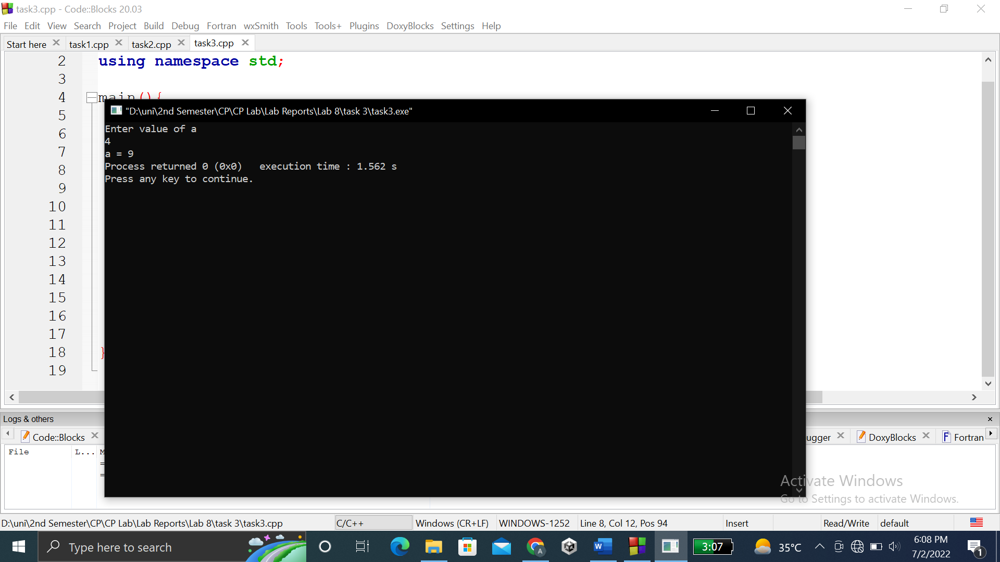 task3.cpp - Code::Blocks 20.03
File Edit View Search Project Build Debug Fortran wxSmith Tools Tools+ Plugins DoxyBlocks Settings Help
Start here task1.cpp task2.cpp task3.cpp
2 using namespace std;
3
4 main(){
"D:\uni\2nd Semester\CP\CP Lab\Lab Reports\Lab 8\task 3\task3.exe"
5
Enter value of a
6
4
7
a = 9
8
Process returned 0 (0x0)   execution time : 1.562 s
Press any key to continue.
9
10
11
12
13
14
15
16
17
18 }
19
Logs & others
Code::Blocks
ugger DoxyBlocks Fortran
File L... M
=
=
Activate Windows
Go to Settings to activate Windows.
D:\uni\2nd Semester\CP\CP Lab\Lab Reports\Lab 8\task 3\task3.cpp C/C++ Windows (CR+LF) WINDOWS-1252 Line 8, Col 12, Pos 94 Insert Read/Write default
Type here to search
A
W
3:07
35°C
6:08 PM
7/2/2022
1